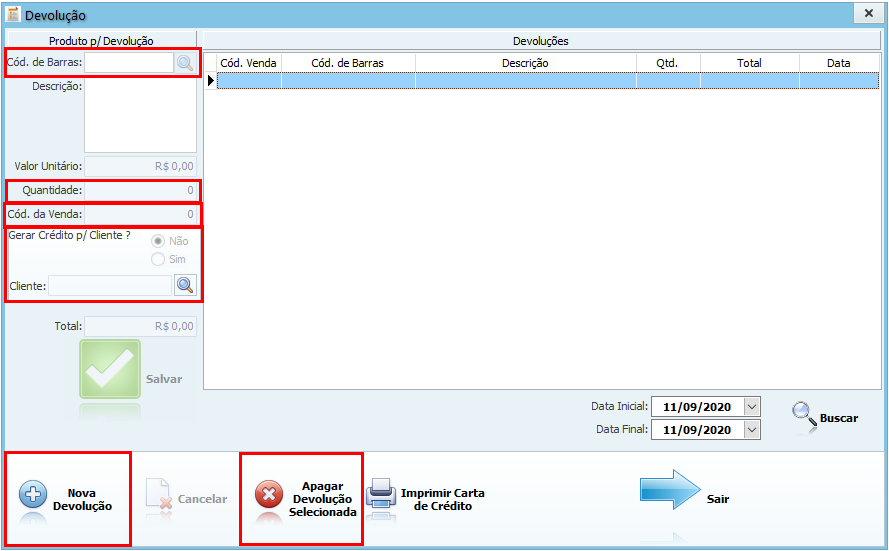 Devolução
Produto p/ Devolução
Cód. de Barras:
Descrição:
Valor Unitário: R$ 0,00
Quantidade: 0
Cód. da Venda: 0
Gerar Crédito p/ Cliente ?
Não
Sim
Cliente:
Total: R$ 0,00
Salvar
Devoluções
Cód. Venda Cód. de Barras Descrição Qtd. Total Data
Data Inicial: 11/09/2020
Data Final: 11/09/2020
Buscar
Nova
Devolução
Cancelar
Apagar
Devolução
Selecionada
Imprimir Carta
de Crédito
Sair